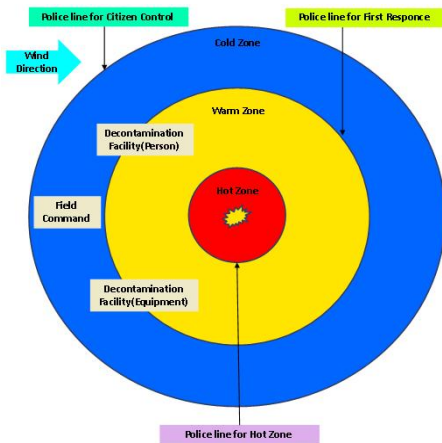 Police line for Citizen Control
Police line for First Responce
Cold Zone
Wind
Direction
Warm Zone
Decontamination
Facility(Person)
Hot Zone
Field
Command
Decontamination
Facility(Equipment)
Police line for Hot Zone